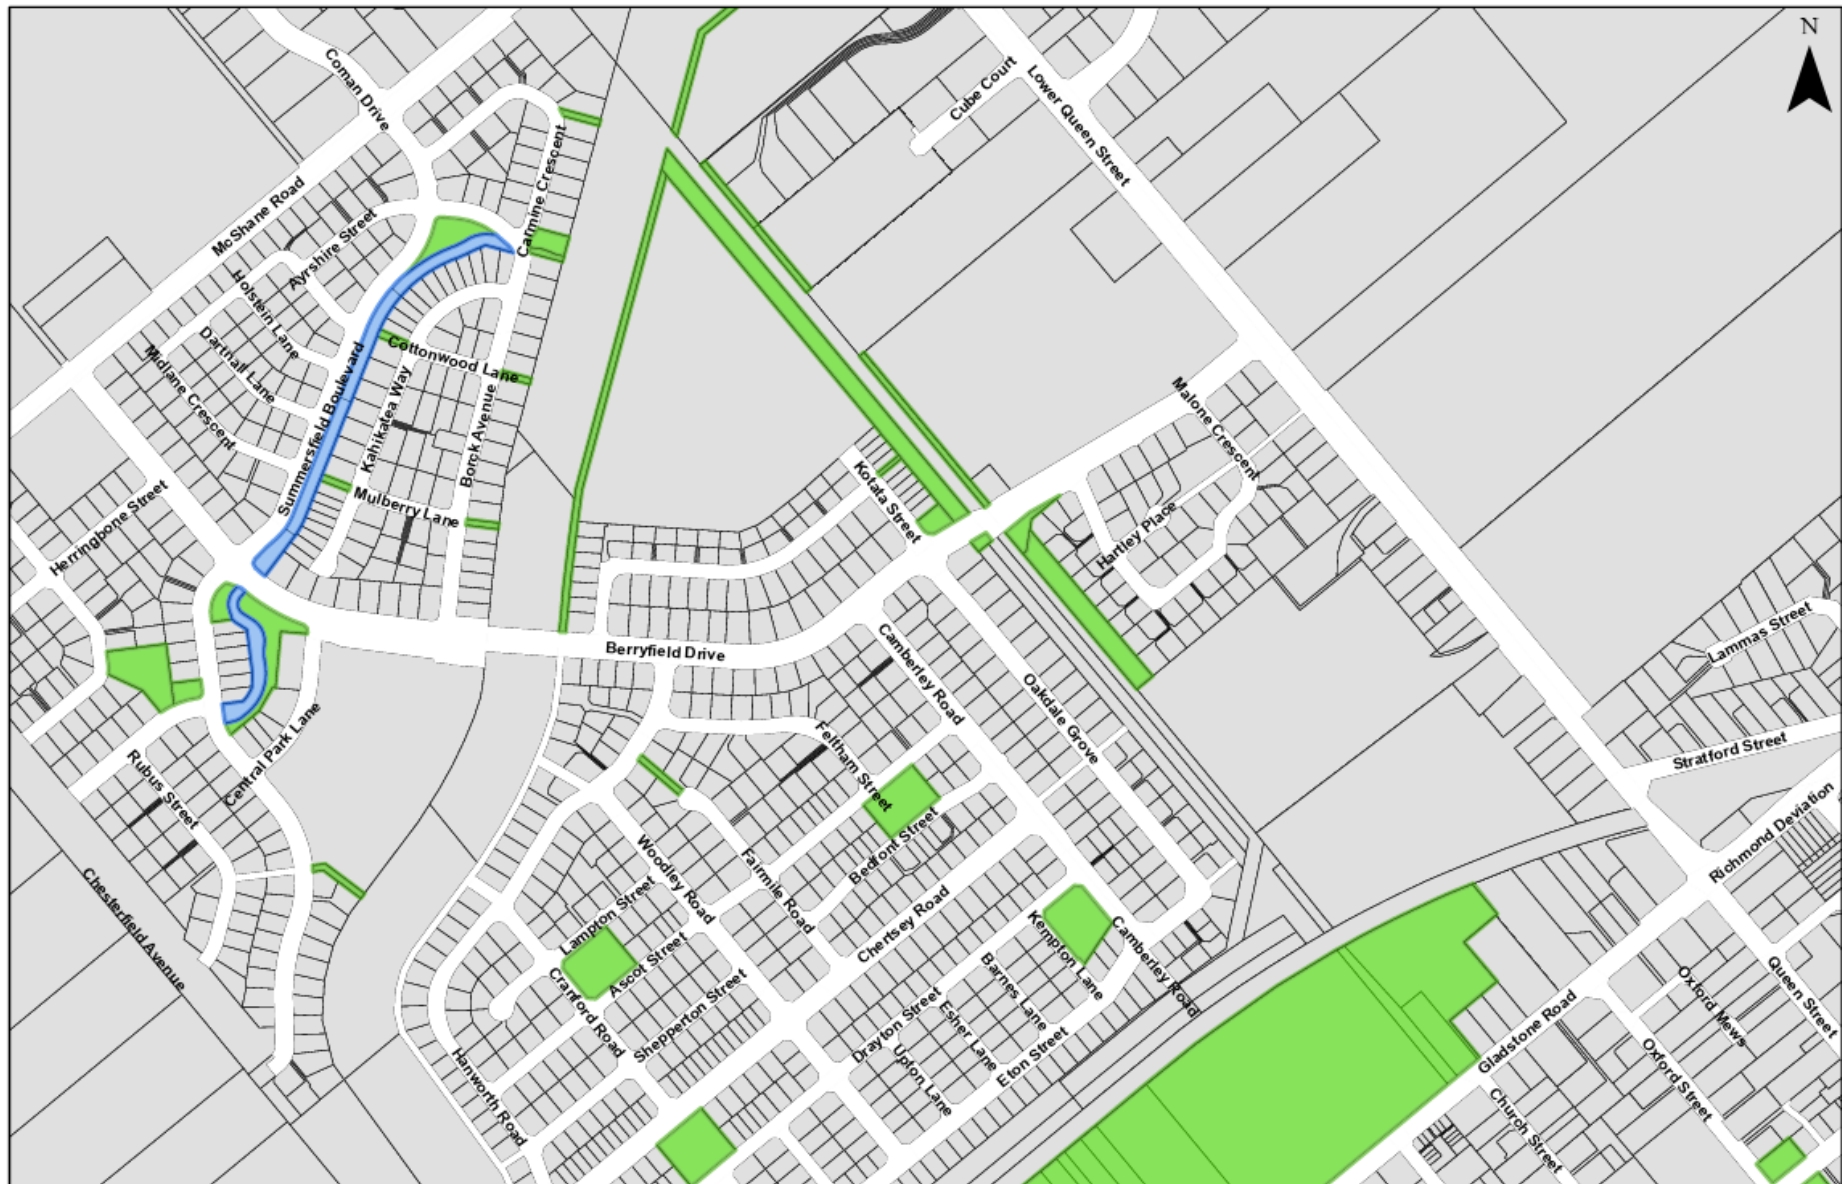 N
Coman Drive
Cube Court
Lower Queen Street
McShane Road
Carmine Crescent
Ayrshire Street
Holstein Lane
Dartnall Lane
Midlane Crescent
Summersfield Boulevard
Cottonwood Lane
Kahikatea Way
Borck Avenue
Mulberry Lane
Malone Crescent
Kotata Street
Hartley Place
Herringbone Street
Berryfield Drive
Lammas Street
Camberley Road
Oakdale Grove
Stratford Street
Central Park Lane
Rubus Street
Feltham Street
Richmond Deviation
Bedfont Street
Woodley Road
Fairmile Road
Chesterfield Avenue
Lampton Street
Chertsey Road
Kempton Lane
Camberley Road
Ascot Street
Cranford Road
Shepperton Street
Barnes Lane
Drayton Street
Esher Lane
Upton Lane
Eton Street
Hanworth Road
Gladstone Road
Oxford Mews
Queen Street
Oxford Street
Church Street